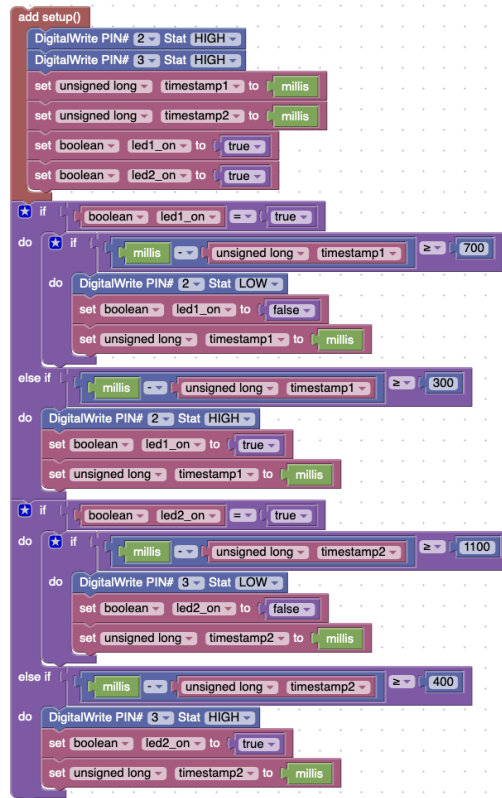 add setup()
DigitalWrite PIN# 2 Stat HIGH
DigitalWrite PIN# 3 Stat HIGH
set unsigned long timestamp1 to millis
set unsigned long timestamp2 to millis
set boolean led1_on to true
set boolean led2_on to true
if boolean led1_on = true
do if millis - unsigned long timestamp1 ≥ 700
do DigitalWrite PIN# 2 Stat LOW
set boolean led1_on to false
set unsigned long timestamp1 to millis
else if millis - unsigned long timestamp1 ≥ 300
do DigitalWrite PIN# 2 Stat HIGH
set boolean led1_on to true
set unsigned long timestamp1 to millis
if boolean led2_on = true
do if millis - unsigned long timestamp2 ≥ 1100
do DigitalWrite PIN# 3 Stat LOW
set boolean led2_on to false
set unsigned long timestamp2 to millis
else if millis - unsigned long timestamp2 ≥ 400
do DigitalWrite PIN# 3 Stat HIGH
set boolean led2_on to true
set unsigned long timestamp2 to millis